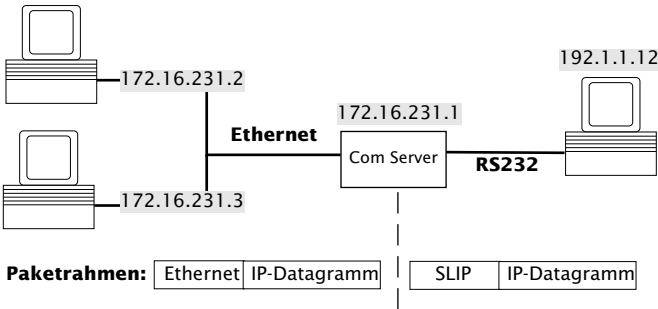 192.1.1.12
172.16.231.2
172.16.231.1
Ethernet
Com Server
RS232
172.16.231.3
Paketrahmen: Ethernet IP-Datagramm SLIP IP-Datagramm